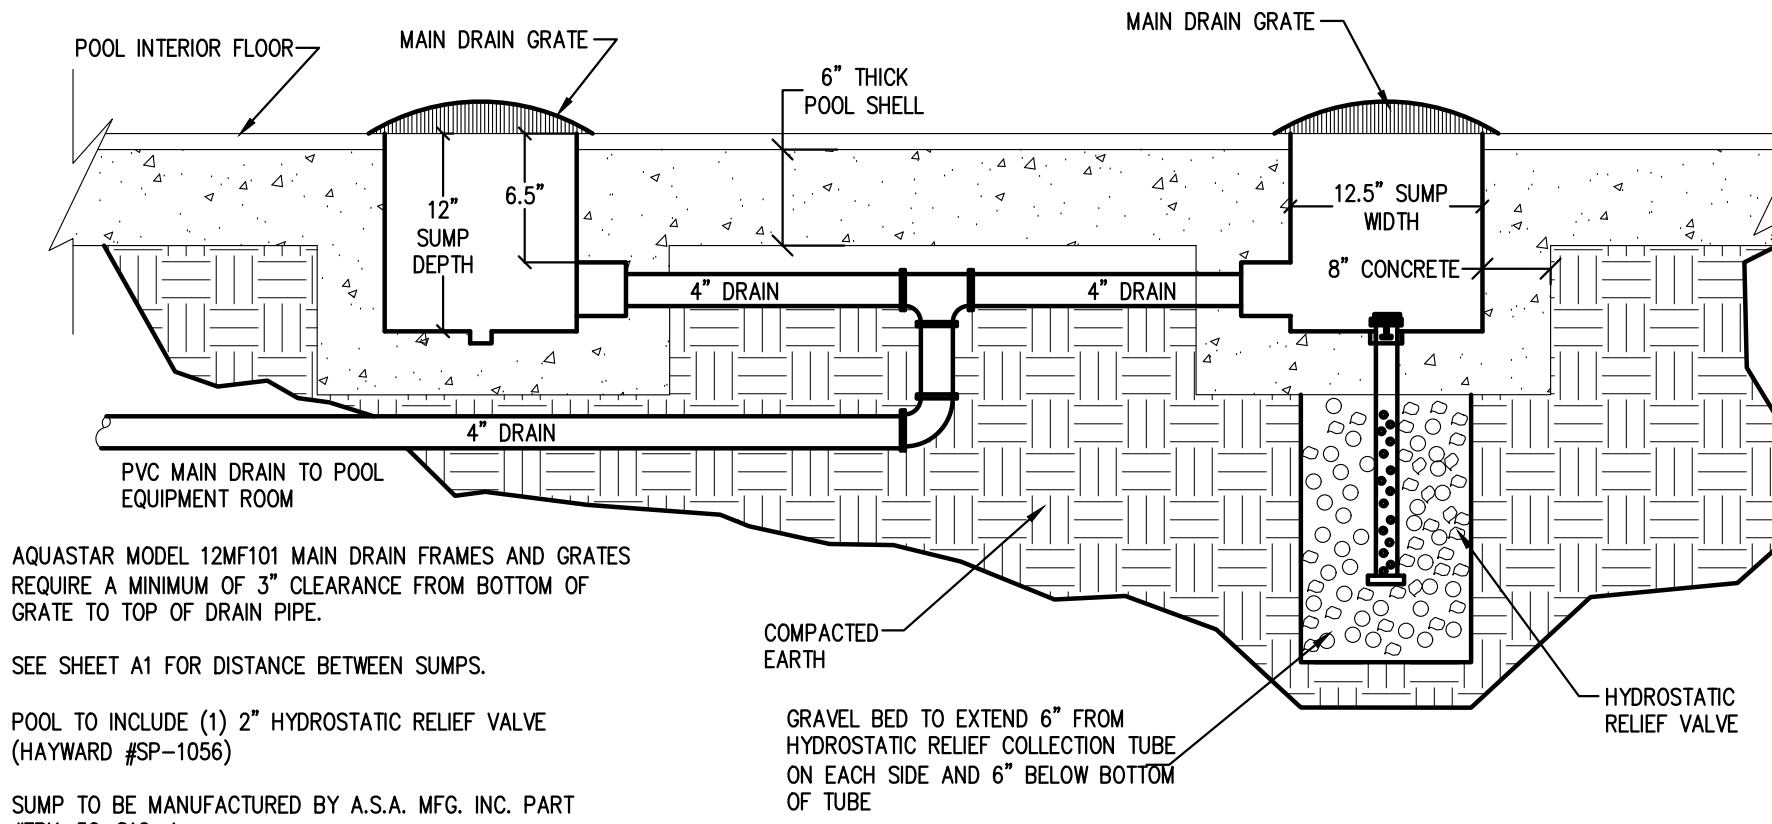 POOL INTERIOR FLOOR
MAIN DRAIN GRATE
MAIN DRAIN GRATE
6" THICK
POOL SHELL
12"
SUMP
DEPTH
6.5"
12.5" SUMP
WIDTH
8" CONCRETE
4" DRAIN
4" DRAIN
4" DRAIN
PVC MAIN DRAIN TO POOL
EQUIPMENT ROOM
AQUASTAR MODEL 12MF101 MAIN DRAIN FRAMES AND GRATES
REQUIRE A MINIMUM OF 3" CLEARANCE FROM BOTTOM OF
GRATE TO TOP OF DRAIN PIPE.
SEE SHEET A1 FOR DISTANCE BETWEEN SUMPS.
POOL TO INCLUDE (1) 2" HYDROSTATIC RELIEF VALVE
(HAYWARD #SP-1056)
SUMP TO BE MANUFACTURED BY A.S.A. MFG. INC. PART
COMPACTED
EARTH
GRAVEL BED TO EXTEND 6" FROM
HYDROSTATIC RELIEF COLLECTION TUBE
ON EACH SIDE AND 6" BELOW BOTTOM
OF TUBE
HYDROSTATIC
RELIEF VALVE